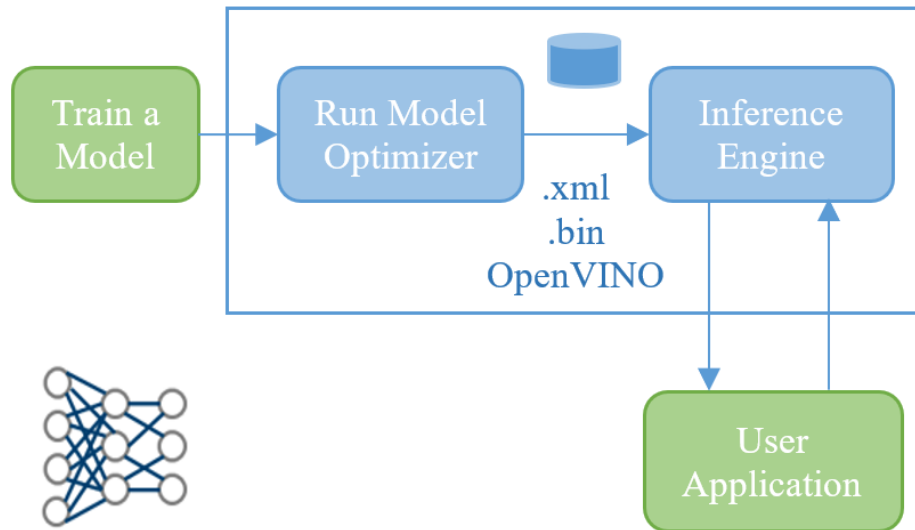 Train a
Model
Run Model
Optimizer
.xml
.bin
OpenVINO
Inference
Engine
User
Application